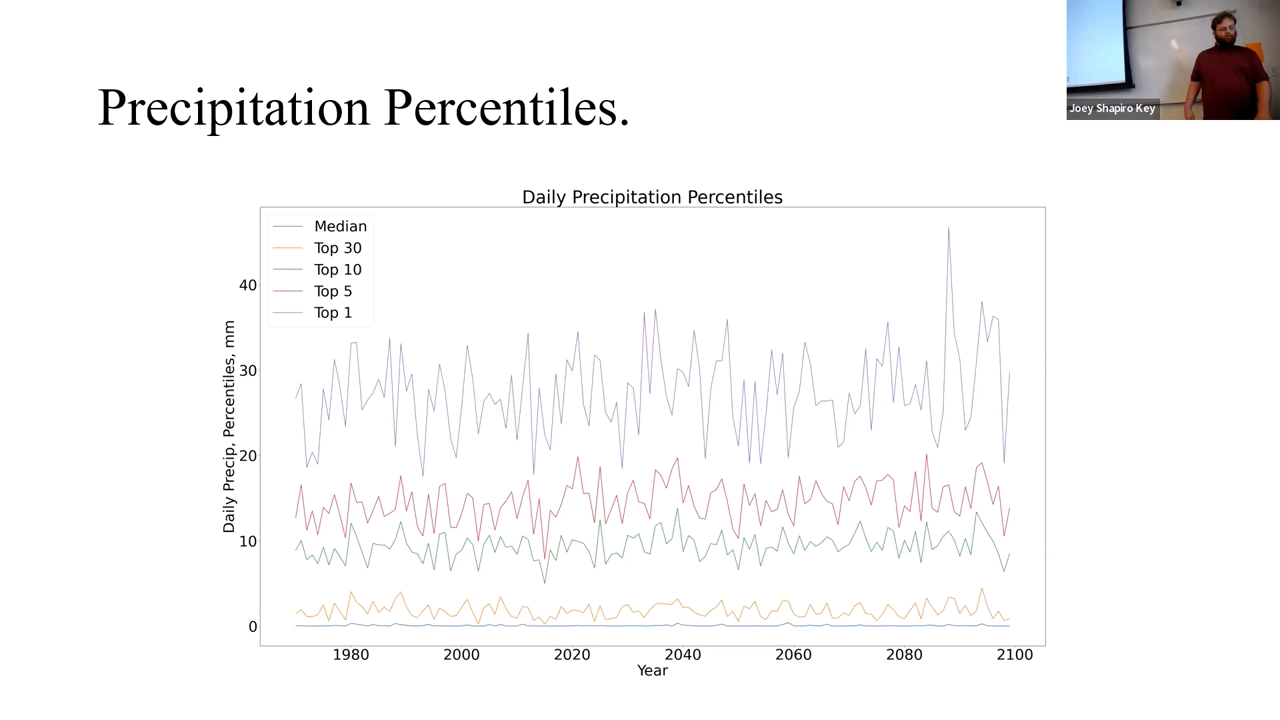 Precipitation Percentiles.
Joey Shapiro Key
Daily Precipitation Percentiles
Median
Top 30
Top 10
Top 5
Top 1
Daily Precip, Percentiles, mm
40
30
20
10
0
1980 2000 2020 2040 2060 2080 2100
Year